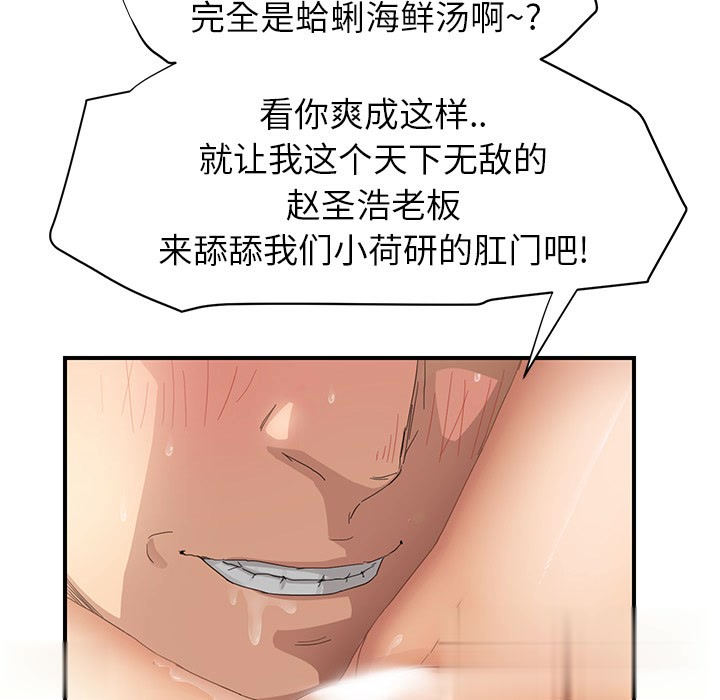 完全是蛤蜊海鲜汤啊~?
看你爽成这样..
就让我这个天下无敌的
赵圣浩老板
来舔舔我们小荷研的肛门吧!